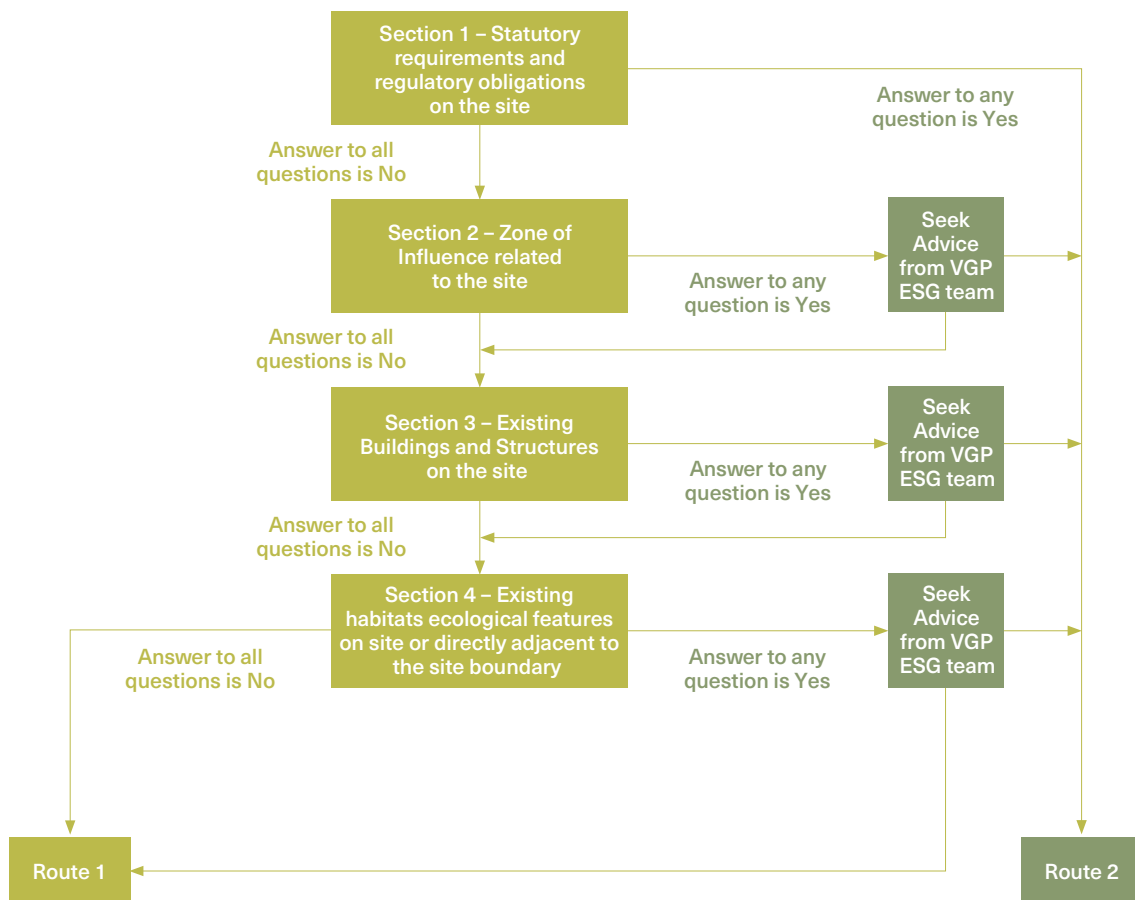 Section 1 – Statutory
requirements and
regulatory obligations
on the site
Answer to any
question is Yes
Answer to all
questions is No
Section 2 – Zone of
Influence related
to the site
Answer to any
question is Yes
Seek
Advice
from VGP
ESG team
Answer to all
questions is No
Section 3 – Existing
Buildings and Structures
on the site
Answer to any
question is Yes
Seek
Advice
from VGP
ESG team
Answer to all
questions is No
Section 4 – Existing
habitats ecological features
on site or directly adjacent to
the site boundary
Answer to any
question is Yes
Seek
Advice
from VGP
ESG team
Answer to all
questions is No
Route 1
Route 2